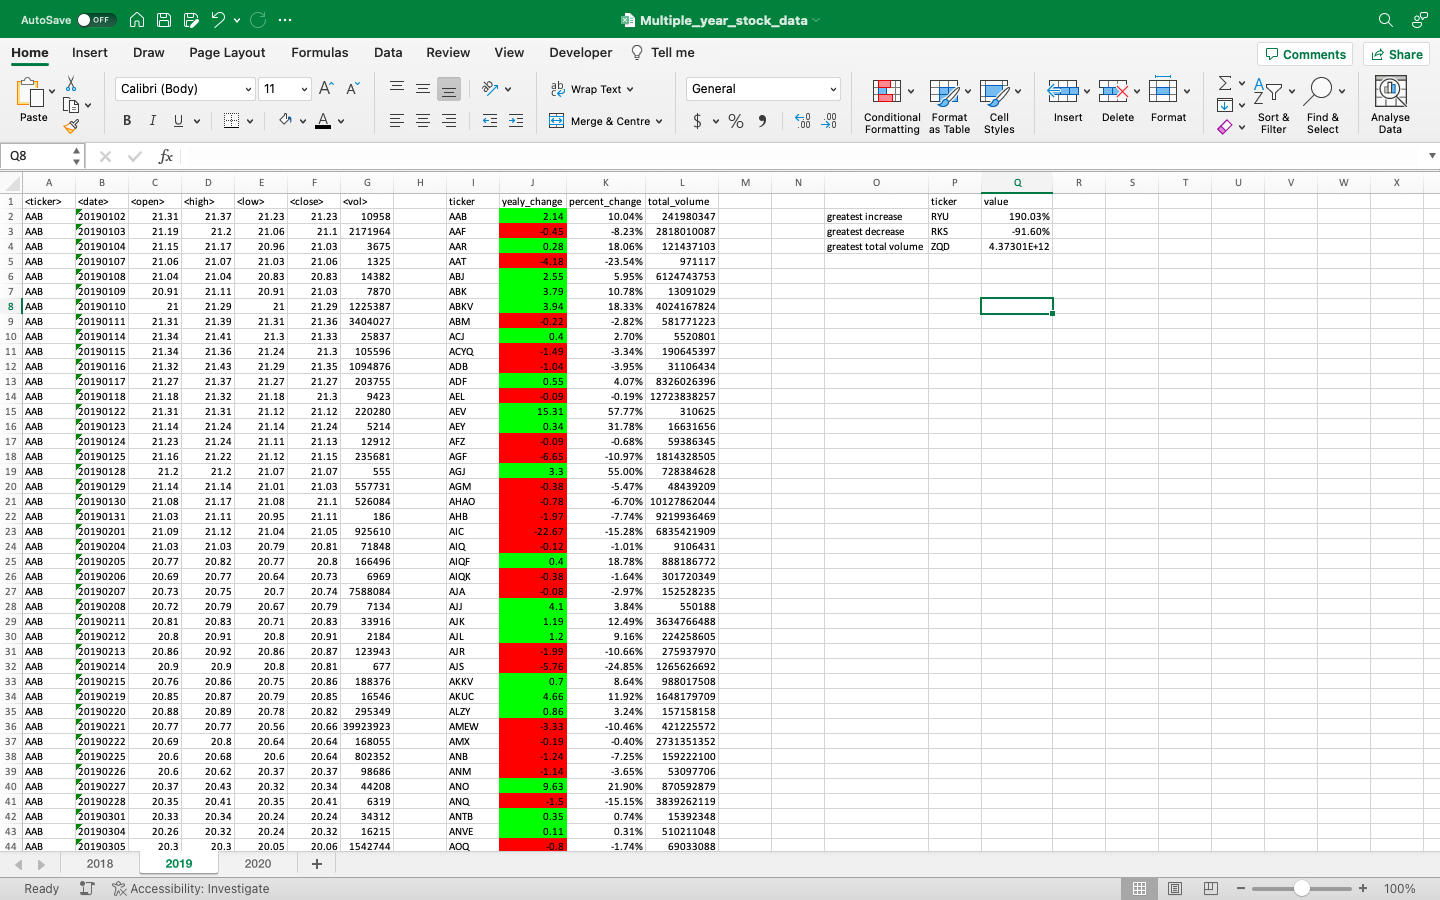 AutoSave OFF Multiple_year_stock_data
Home Insert Draw Page Layout Formulas Data Review View Developer Tell me Comments Share
Paste Calibri (Body) 11 Wrap Text General Conditional Formatting Format as Table Cell Styles Insert Delete Format Sort & Filter Find & Select Analyse Data
B I U A Merge & Centre $ %
Q8 fx
A B C D E F G H I J K L M N O P Q R S T U V W X
1 <ticker> <date> <open> <high> <low> <close> <vol> ticker yealy_change percent_change total_volume ticker value
2 AAB 20190102 21.31 21.37 21.23 21.23 10958 AAB 2.14 10.04% 241980347 greatest increase RYU 190.03%
3 AAB 20190103 21.19 21.2 21.06 21.1 2171964 AAF -0.45 -8.23% 2818010087 greatest decrease RKS -91.60%
4 AAB 20190104 21.15 21.17 20.96 21.03 3675 AAR 0.28 18.06% 121437103 greatest total volume ZQD 4.37301E+12
5 AAB 20190107 21.06 21.07 21.03 21.06 1325 AAT -4.18 -23.54% 971117
6 AAB 20190108 21.04 21.04 20.83 20.83 14382 ABJ 2.55 5.95% 6124743753
7 AAB 20190109 20.91 21.11 20.91 21.03 7870 ABK 3.79 10.78% 13091029
8 AAB 20190110 21 21.29 21 21.29 1225387 ABKV 3.94 18.33% 4024167824
9 AAB 20190111 21.31 21.39 21.31 21.36 3404027 ABM -0.22 -2.82% 581771223
10 AAB 20190114 21.34 21.41 21.3 21.33 25837 ACJ 0.4 2.70% 5520801
11 AAB 20190115 21.34 21.36 21.24 21.3 105596 ACYQ -1.49 -3.34% 190645397
12 AAB 20190116 21.32 21.43 21.29 21.35 1094876 ADB -1.04 -3.95% 31106434
13 AAB 20190117 21.27 21.37 21.27 21.27 203755 ADF 0.55 4.07% 8326026396
14 AAB 20190118 21.18 21.32 21.18 21.3 9423 AEL -0.09 -0.19% 12723838257
15 AAB 20190122 21.31 21.31 21.12 21.12 220280 AEV 15.31 57.77% 310625
16 AAB 20190123 21.14 21.24 21.14 21.24 5214 AEY 0.34 31.78% 16631656
17 AAB 20190124 21.23 21.24 21.11 21.13 12912 AFZ -0.09 -0.68% 59386345
18 AAB 20190125 21.16 21.22 21.12 21.15 235681 AGF -6.65 -10.97% 1814328505
19 AAB 20190128 21.2 21.2 21.07 21.07 555 AGJ 3.3 55.00% 728384628
20 AAB 20190129 21.14 21.14 21.01 21.03 557731 AGM -0.38 -5.47% 48439209
21 AAB 20190130 21.08 21.17 21.08 21.1 526084 AHAO -0.78 -6.70% 10127862044
22 AAB 20190131 21.03 21.11 20.95 21.11 186 AHB -1.97 -7.74% 9219936469
23 AAB 20190201 21.09 21.12 21.04 21.05 925610 AIC -22.67 -15.28% 6835421909
24 AAB 20190204 21.03 21.03 20.79 20.81 71848 AIQ -0.12 -1.01% 9106431
25 AAB 20190205 20.77 20.82 20.77 20.8 166496 AIQF 0.4 18.78% 888186772
26 AAB 20190206 20.69 20.77 20.64 20.73 6969 AIQK -0.38 -1.64% 301720349
27 AAB 20190207 20.73 20.75 20.7 20.74 7588084 AJA -0.08 -2.97% 152528235
28 AAB 20190208 20.72 20.79 20.67 20.79 7134 AJJ 4.1 3.84% 550188
29 AAB 20190211 20.81 20.83 20.71 20.83 33916 AJK 1.19 12.49% 3634766488
30 AAB 20190212 20.8 20.91 20.8 20.91 2184 AJL 1.2 9.16% 224258605
31 AAB 20190213 20.86 20.92 20.86 20.87 123943 AJR -1.99 -10.66% 275937970
32 AAB 20190214 20.9 20.9 20.8 20.81 677 AJS -5.76 -24.85% 1265626692
33 AAB 20190215 20.76 20.86 20.75 20.86 188376 AKKV 0.7 8.64% 988017508
34 AAB 20190219 20.85 20.87 20.79 20.85 16546 AKUC 4.66 11.92% 1648179709
35 AAB 20190220 20.88 20.89 20.78 20.82 295349 ALZY 0.86 3.24% 157158158
36 AAB 20190221 20.77 20.77 20.56 20.66 39923923 AMEW -3.33 -10.46% 421225572
37 AAB 20190222 20.69 20.8 20.64 20.64 168055 AMX -0.19 -0.40% 2731351352
38 AAB 20190225 20.6 20.68 20.6 20.64 802352 ANB -1.24 -7.25% 159222100
39 AAB 20190226 20.6 20.62 20.37 20.37 98686 ANM -1.14 -3.65% 53097706
40 AAB 20190227 20.37 20.43 20.32 20.34 44208 ANO 9.63 21.90% 870592879
41 AAB 20190228 20.35 20.41 20.35 20.41 6319 ANQ -1.5 -15.15% 3839262119
42 AAB 20190301 20.33 20.34 20.24 20.24 34312 ANTB 0.35 0.74% 15392348
43 AAB 20190304 20.26 20.32 20.24 20.32 16215 ANVE 0.11 0.31% 510211048
44 AAB 20190305 20.3 20.3 20.05 20.06 1542744 AOQ -0.8 -1.74% 69033088
2018 2019 2020 +
Ready Accessibility: Investigate 100%